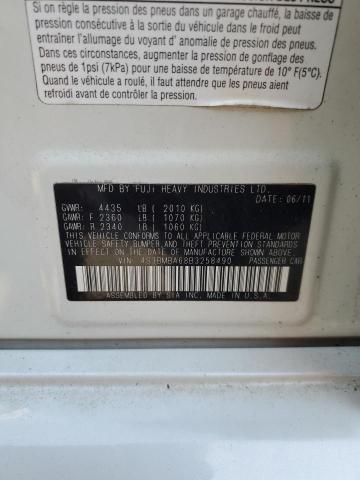 Si on règle la pression des pneus dans un garage chauffé, la baisse de
pression consécutive à la sortie du véhicule dans le froid peut
entraîner l'allumage du voyant d' anomalie de pression des pneus.
Dans ces circonstances, augmenter la pression de gonflage des
pneus de 1psi (7kPa) par baisse de température de 10° F(5°C).
Quand le véhicule a roulé, attendre que les pneus aient refroidi
avant de contrôler la pression.
MFD BY FUJI HEAVY INDUSTRIES LTD.
DATE: 06/11
GVWR: 4435 LB ( 2010 KG)
GAWR: F 2360 LB ( 1070 KG)
GAWR: R 2340 LB ( 1060 KG)
THIS VEHICLE CONFORMS TO ALL APPLICABLE FEDERAL MOTOR
VEHICLE SAFETY, BUMPER, AND THEFT PREVENTION STANDARDS
IN EFFECT ON THE DATE OF MANUFACTURE SHOWN ABOVE.
VIN: 4S3BMBA68B3258490 PASSENGER CAR
ASSEMBLED BY SIA INC. MADE IN U.S.A.